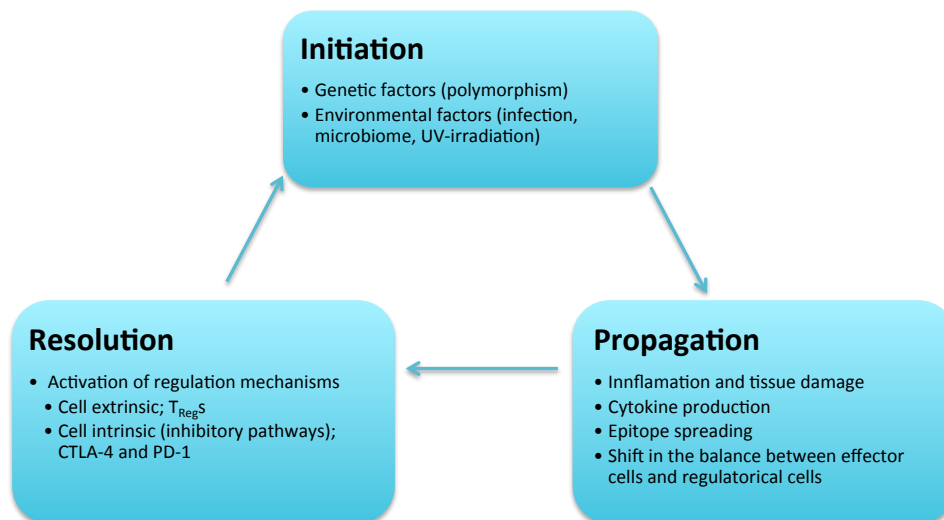 Initiation
• Genetic factors (polymorphism)
• Environmental factors (infection,
microbiome, UV-irradiation)
Resolution
• Activation of regulation mechanisms
• Cell extrinsic; TRegs
• Cell intrinsic (inhibitory pathways);
CTLA-4 and PD-1
Propagation
• Innflamation and tissue damage
• Cytokine production
• Epitope spreading
• Shift in the balance between effector
cells and regulatorical cells